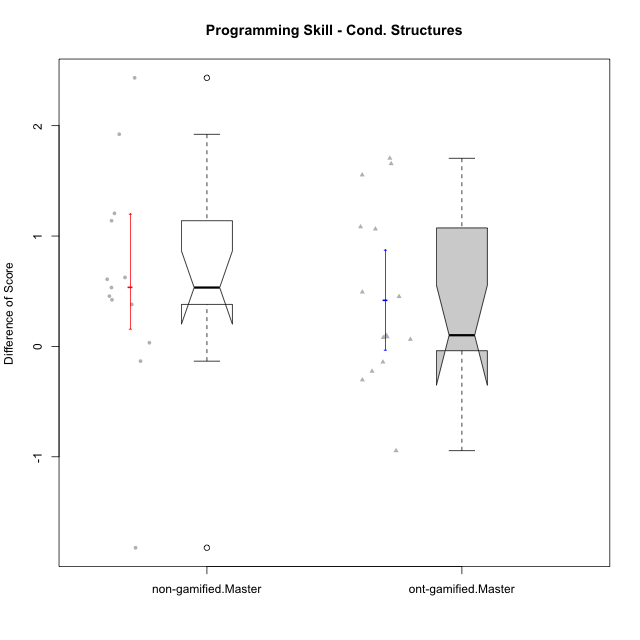 Programming Skill - Cond. Structures
Difference of Score
2
1
0
-1
non-gamified.Master
ont-gamified.Master